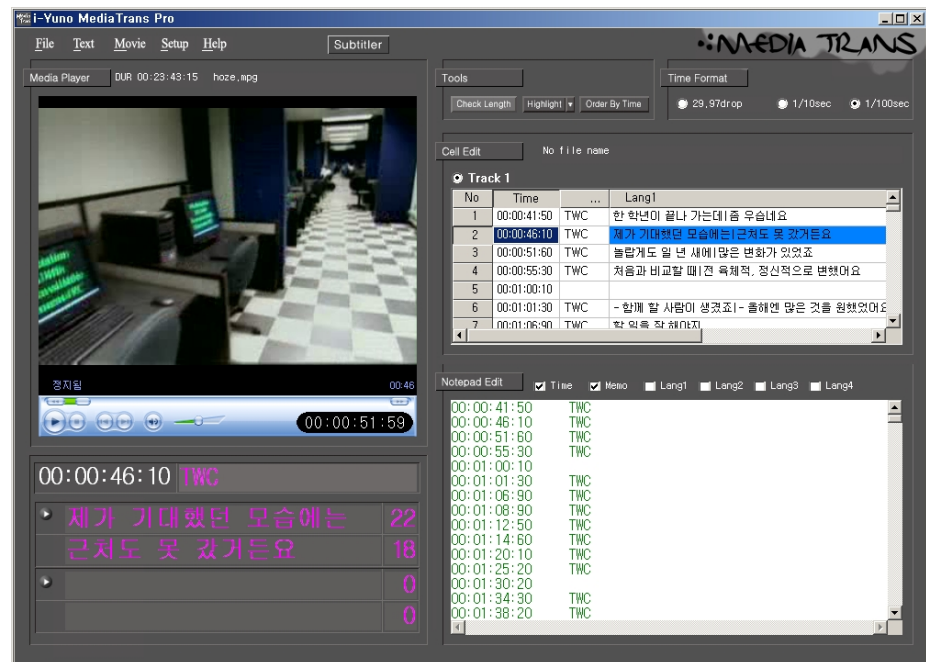 i-Yuno MediaTrans Pro
File Text Movie Setup Help
Subtitler
MEDIA TRANS
Media Player DUR 00:23:43:15 hoze.mpg
정지됨 00:46
00:00:51:59
00:00:46:10 TWC
제가 기대했던 모습에는 22
근처도 못 갔거든요 18
0
0
Tools
Check Length Highlight Order By Time
Time Format
29.97drop 1/10sec 1/100sec
Cell Edit No file name
Track 1
No Time ... Lang1
1 00:00:41:50 TWC 한 학년이 끝나 가는데|좀 우습네요
2 00:00:46:10 TWC 제가 기대했던 모습에는|근처도 못 갔거든요
3 00:00:51:60 TWC 놀랍게도 일 년 새에|많은 변화가 있었죠
4 00:00:55:30 TWC 처음과 비교할 때|전 육체적, 정신적으로 변했어요
5 00:01:00:10
6 00:01:01:30 TWC - 함께 할 사람이 생겼죠|- 올해엔 많은 것을 원했었어요
7 00:01:06:90 TWC 할 일을 잘 해야지
Notepad Edit Time Memo Lang1 Lang2 Lang3 Lang4
00:00:41:50 TWC
00:00:46:10 TWC
00:00:51:60 TWC
00:00:55:30 TWC
00:01:00:10
00:01:01:30 TWC
00:01:06:90 TWC
00:01:08:90 TWC
00:01:12:50 TWC
00:01:14:60 TWC
00:01:20:10 TWC
00:01:25:20 TWC
00:01:30:20
00:01:34:30 TWC
00:01:38:20 TWC